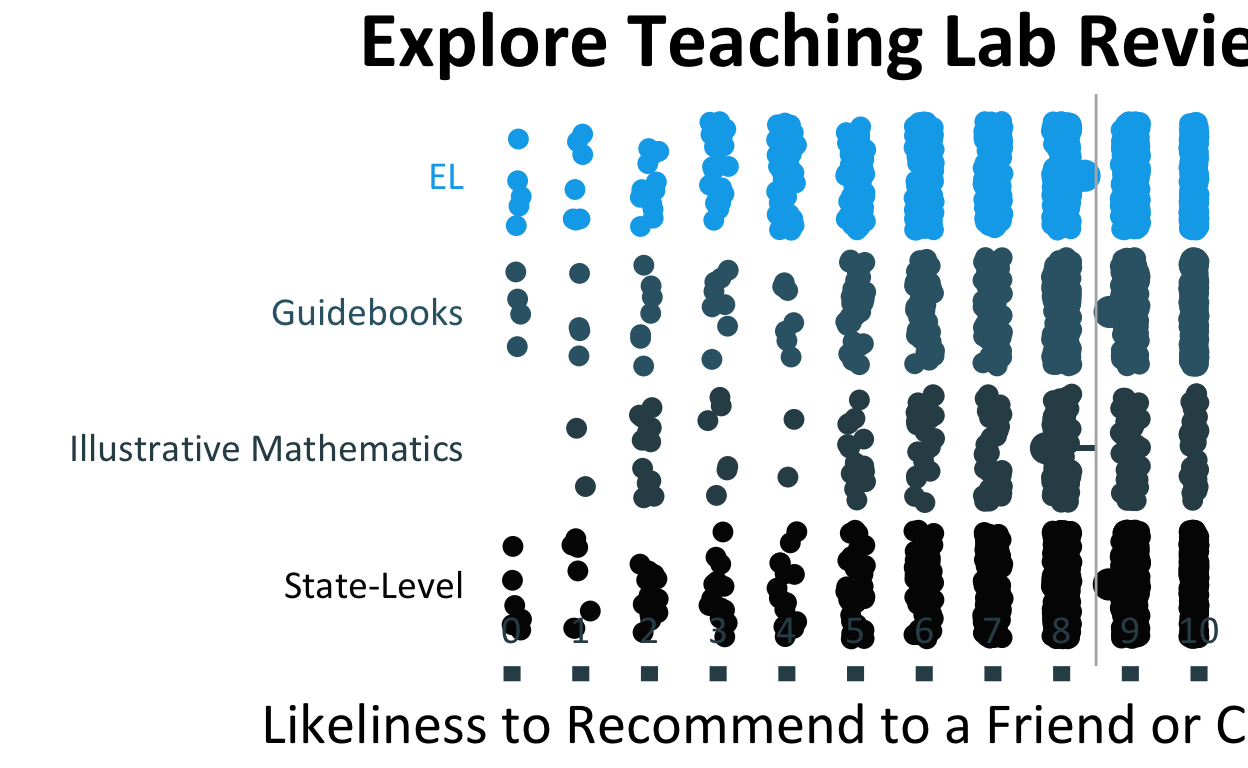 Explore Teaching Lab Revie
EL
Guidebooks
Illustrative Mathematics
State-Level
0 1 2 3 4 5 6 7 8 9 10
Likeliness to Recommend to a Friend or C